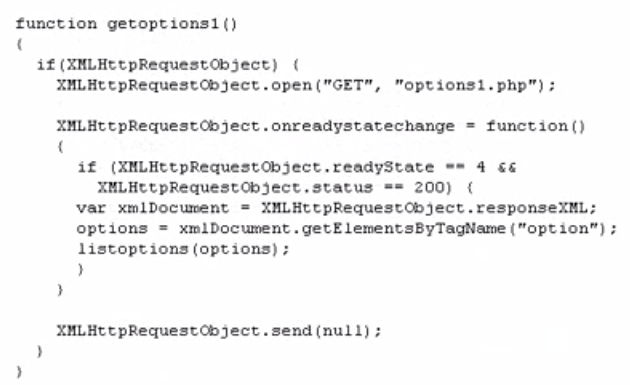 function getoptions1()
{
if(XMLHttpRequestObject) {
XMLHttpRequestObject.open("GET", "options1.php");
XMLHttpRequestObject.onreadystatechange = function()
{
if (XMLHttpRequestObject.readyState == 4 &&
XMLHttpRequestObject.status == 200) {
var xmlDocument = XMLHttpRequestObject.responseXML;
options = xmlDocument.getElementsByTagName("option");
listoptions(options);
}
}
XMLHttpRequestObject.send(null);
}
}